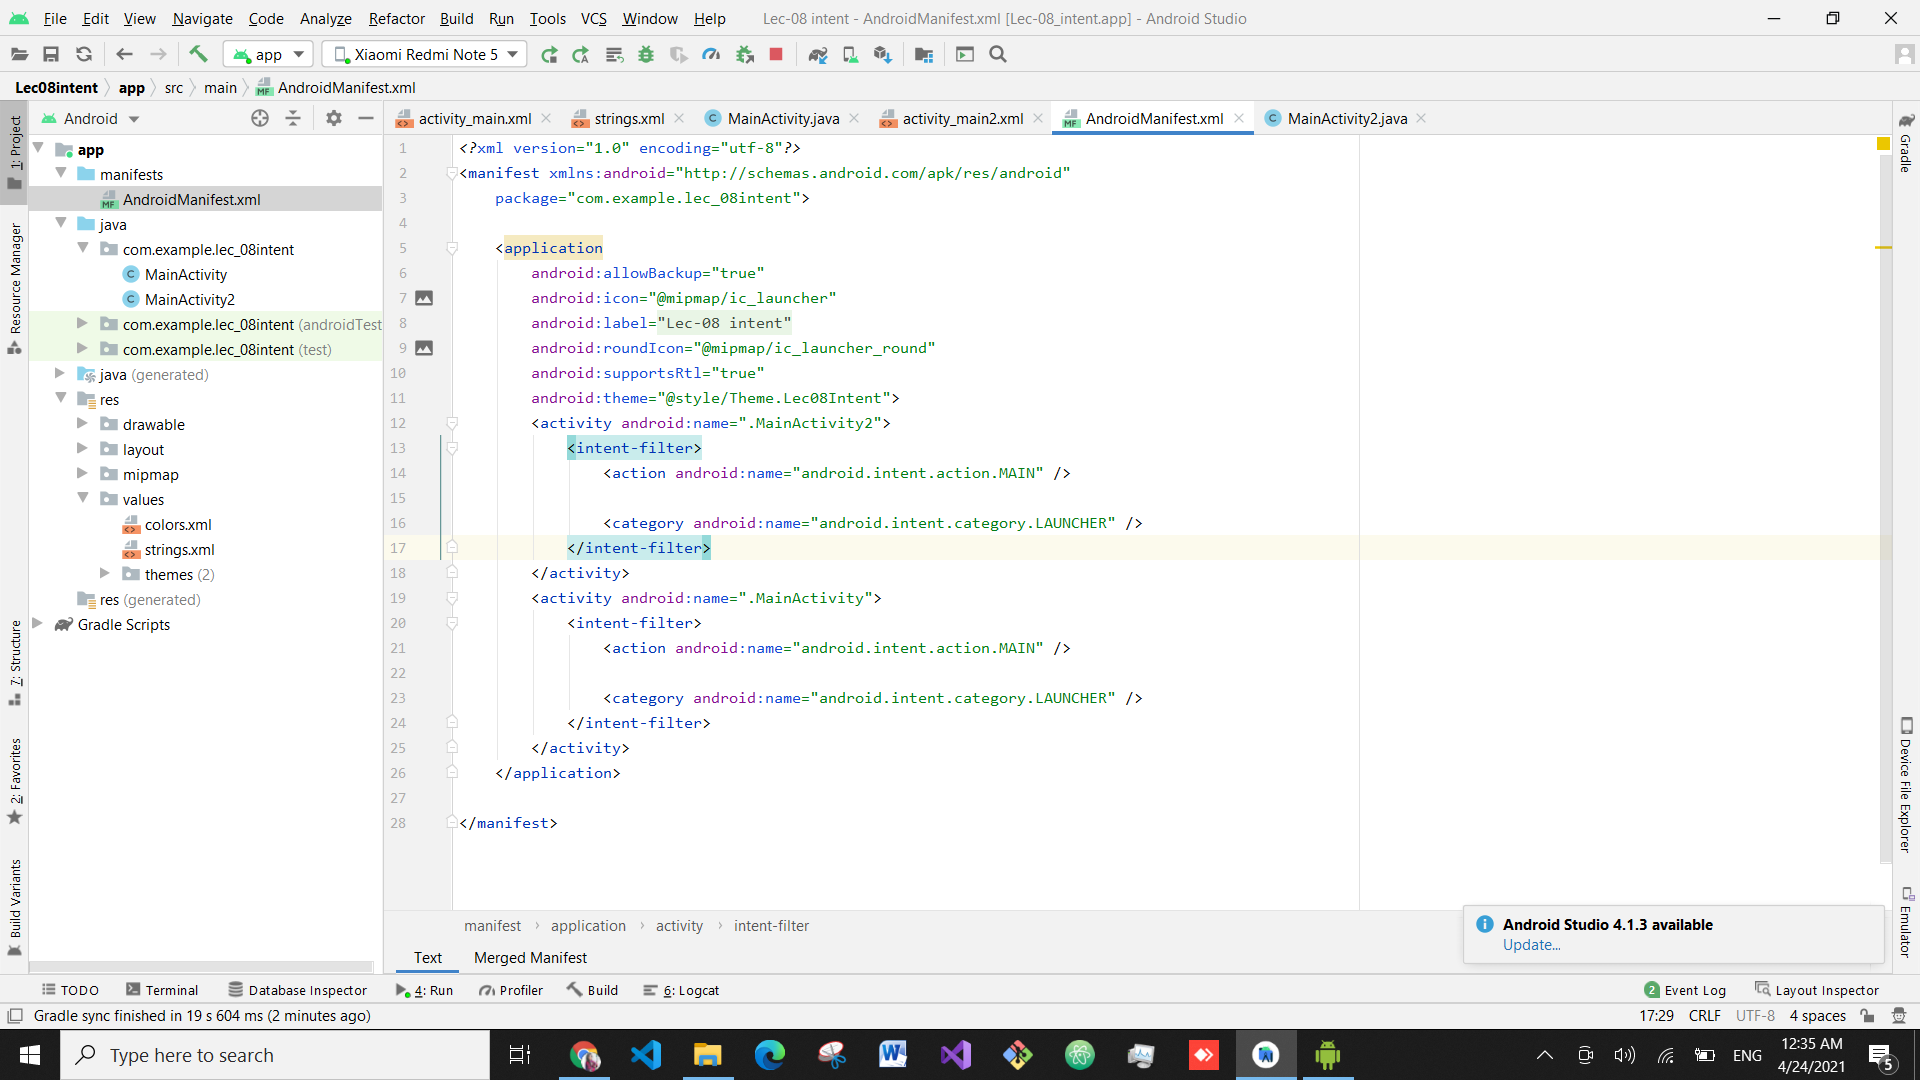 File Edit View Navigate Code Analyze Refactor Build Run Tools VCS Window Help Lec-08 intent - AndroidManifest.xml [Lec-08_intent.app] - Android Studio
app Xiaomi Redmi Note 5
Lec08intent app src main AndroidManifest.xml
Android
activity_main.xml strings.xml MainActivity.java activity_main2.xml AndroidManifest.xml MainActivity2.java
1: Project
Resource Manager
7: Structure
2: Favorites
Build Variants
app
manifests
AndroidManifest.xml
java
com.example.lec_08intent
MainActivity
MainActivity2
com.example.lec_08intent (androidTest
com.example.lec_08intent (test)
java (generated)
res
drawable
layout
mipmap
values
colors.xml
strings.xml
themes (2)
res (generated)
Gradle Scripts
1 <?xml version="1.0" encoding="utf-8"?>
2 <manifest xmlns:android="http://schemas.android.com/apk/res/android"
3 package="com.example.lec_08intent">
4
5 <application
6 android:allowBackup="true"
7 android:icon="@mipmap/ic_launcher"
8 android:label="Lec-08 intent"
9 android:roundIcon="@mipmap/ic_launcher_round"
10 android:supportsRtl="true"
11 android:theme="@style/Theme.Lec08Intent">
12 <activity android:name=".MainActivity2">
13 <intent-filter>
14 <action android:name="android.intent.action.MAIN" />
15
16 <category android:name="android.intent.category.LAUNCHER" />
17 </intent-filter>
18 </activity>
19 <activity android:name=".MainActivity">
20 <intent-filter>
21 <action android:name="android.intent.action.MAIN" />
22
23 <category android:name="android.intent.category.LAUNCHER" />
24 </intent-filter>
25 </activity>
26 </application>
27
28 </manifest>
Gradle
Device File Explorer
Emulator
manifest application activity intent-filter
Text Merged Manifest
Android Studio 4.1.3 available
Update...
TODO Terminal Database Inspector 4: Run Profiler Build 6: Logcat 2 Event Log Layout Inspector
Gradle sync finished in 19 s 604 ms (2 minutes ago) 17:29 CRLF UTF-8 4 spaces
Type here to search ENG 12:35 AM
4/24/2021 5